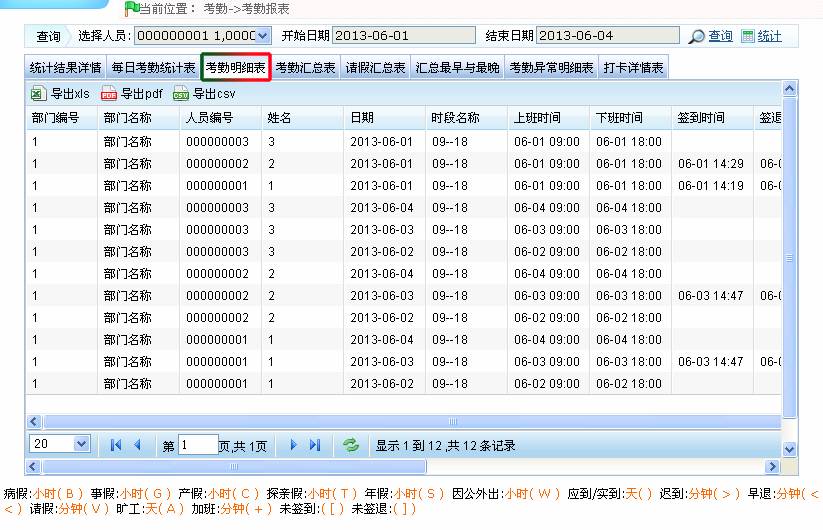 当前位置： 考勤->考勤报表
查询 选择人员: 000000001 1,0000 开始日期 2013-06-01 结束日期 2013-06-04 查询 统计
统计结果详情 每日考勤统计表 考勤明细表 考勤汇总表 请假汇总表 汇总最早与最晚 考勤异常明细表 打卡详情表
导出xls 导出pdf 导出csv
部门编号 部门名称 人员编号 姓名 日期 时段名称 上班时间 下班时间 签到时间 签退
1 部门名称 000000003 3 2013-06-01 09--18 06-01 09:00 06-01 18:00
1 部门名称 000000002 2 2013-06-01 09--18 06-01 09:00 06-01 18:00 06-01 14:29 06-0
1 部门名称 000000001 1 2013-06-01 09--18 06-01 09:00 06-01 18:00 06-01 14:19 06-0
1 部门名称 000000003 3 2013-06-04 09--18 06-04 09:00 06-04 18:00
1 部门名称 000000003 3 2013-06-03 09--18 06-03 09:00 06-03 18:00
1 部门名称 000000003 3 2013-06-02 09--18 06-02 09:00 06-02 18:00
1 部门名称 000000002 2 2013-06-04 09--18 06-04 09:00 06-04 18:00
1 部门名称 000000002 2 2013-06-03 09--18 06-03 09:00 06-03 18:00 06-03 14:47 06-0
1 部门名称 000000002 2 2013-06-02 09--18 06-02 09:00 06-02 18:00
1 部门名称 000000001 1 2013-06-04 09--18 06-04 09:00 06-04 18:00
1 部门名称 000000001 1 2013-06-03 09--18 06-03 09:00 06-03 18:00 06-03 14:47 06-0
1 部门名称 000000001 1 2013-06-02 09--18 06-02 09:00 06-02 18:00
20 第 1 页,共 1页 显示 1 到 12 ,共 12 条记录
病假:小时( B ) 事假:小时( G ) 产假:小时( C ) 探亲假:小时( T ) 年假:小时( S ) 因公外出:小时( W ) 应到/实到:天( ) 迟到:分钟( > ) 早退:分钟( <
< ) 请假:分钟( V ) 旷工:天( A ) 加班:分钟( + ) 未签到:( [ ) 未签退:( ] )